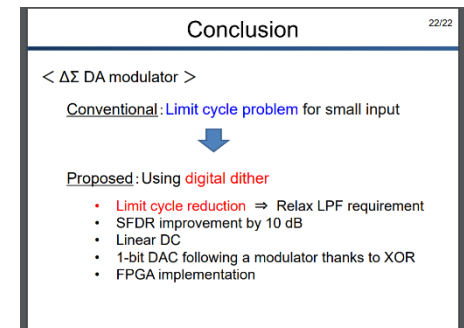 Conclusion
22/22
＜ ΔΣ DA modulator ＞
Conventional：Limit cycle problem for small input
Proposed：Using digital dither
• Limit cycle reduction ⇒ Relax LPF requirement
• SFDR improvement by 10 dB
• Linear DC
• 1-bit DAC following a modulator thanks to XOR
• FPGA implementation